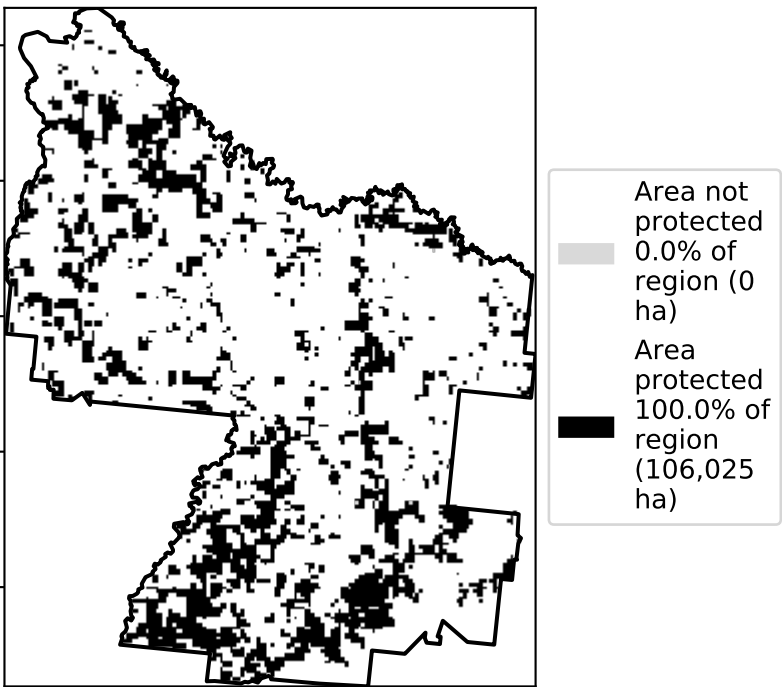 Area not
protected
0.0% of
region (0
ha)
Area
protected
100.0% of
region
(106,025
ha)